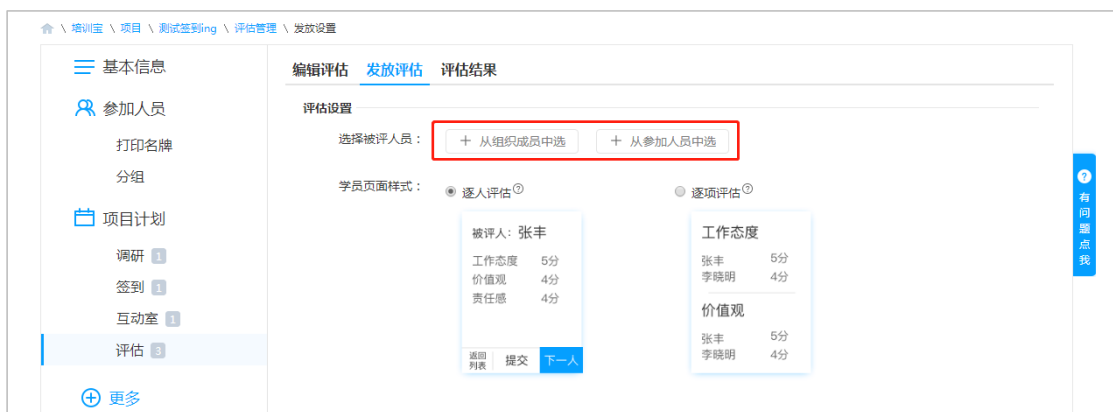 \ 培训宝 \ 项目 \ 测试签到ing \ 评估管理 \ 发放设置
基本信息
参加人员
打印名牌
分组
项目计划
调研 1
签到 1
互动室 1
评估 3
更多
编辑评估 发放评估 评估结果
评估设置
选择被评人员： + 从组织成员中选 + 从参加人员中选
学员页面样式： 逐人评估? 逐项评估?
被评人：张丰
工作态度 5分
价值观 4分
责任感 4分
返回列表 提交 下一人
工作态度
张丰 5分
李晓明 4分
价值观
张丰 5分
李晓明 4分
?
有问题点我